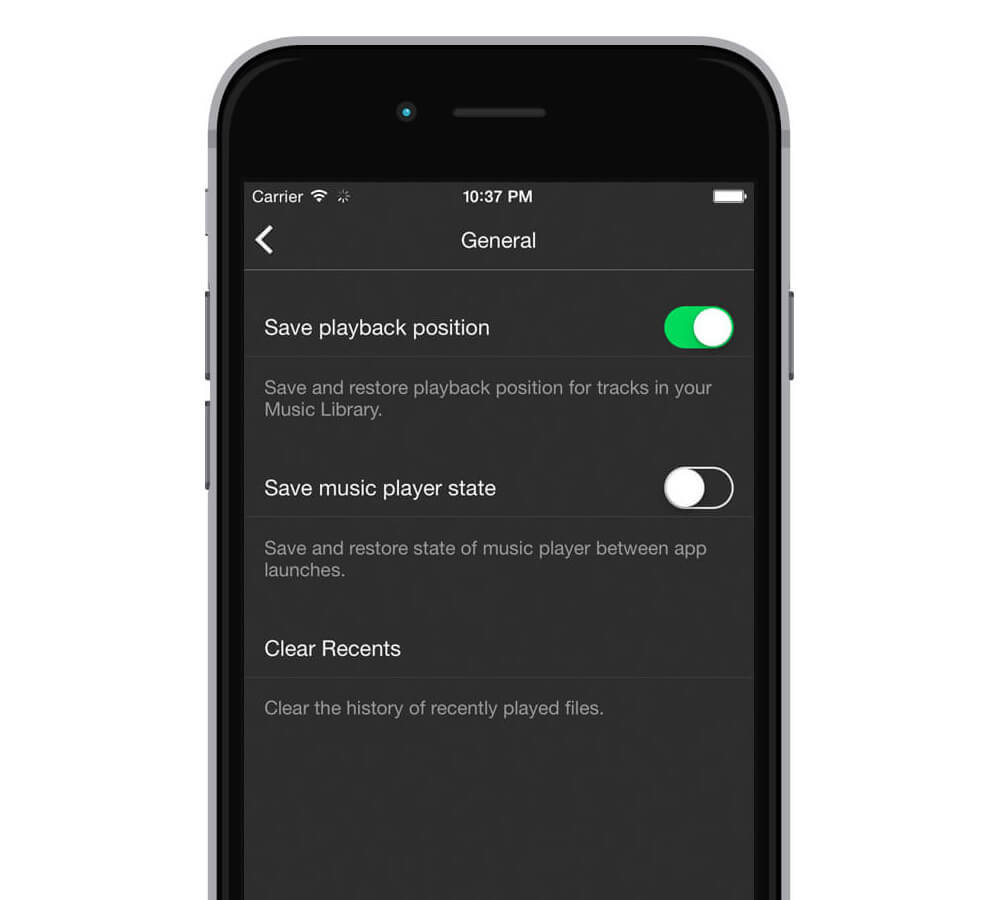 Carrier 10:37 PM
General
Save playback position
Save and restore playback position for tracks in your
Music Library.
Save music player state
Save and restore state of music player between app
launches.
Clear Recents
Clear the history of recently played files.